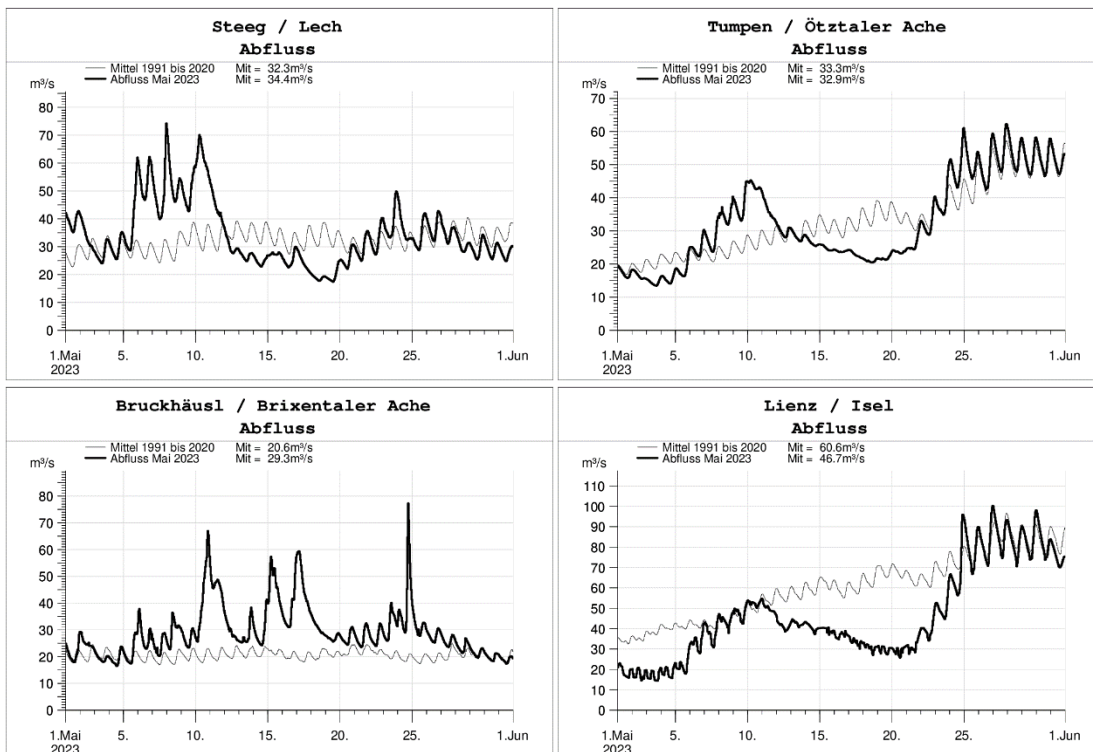 Steeg / Lech
Abfluss
Mittel 1991 bis 2020 Mit = 32.3m³/s
Abfluss Mai 2023 Mit = 34.4m³/s
m³/s
80
70
60
50
40
30
20
10
0
1.Mai 5. 10. 15. 20. 25. 1.Jun
2023
Tumpen / Ötztaler Ache
Abfluss
Mittel 1991 bis 2020 Mit = 33.3m³/s
Abfluss Mai 2023 Mit = 32.9m³/s
m³/s
70
60
50
40
30
20
10
0
1.Mai 5. 10. 15. 20. 25. 1.Jun
2023
Bruckhäusl / Brixentaler Ache
Abfluss
Mittel 1991 bis 2020 Mit = 20.6m³/s
Abfluss Mai 2023 Mit = 29.3m³/s
m³/s
80
70
60
50
40
30
20
10
0
1.Mai 5. 10. 15. 20. 25. 1.Jun
2023
Lienz / Isel
Abfluss
Mittel 1991 bis 2020 Mit = 60.6m³/s
Abfluss Mai 2023 Mit = 46.7m³/s
m³/s
110
100
90
80
70
60
50
40
30
20
10
0
1.Mai 5. 10. 15. 20. 25. 1.Jun
2023